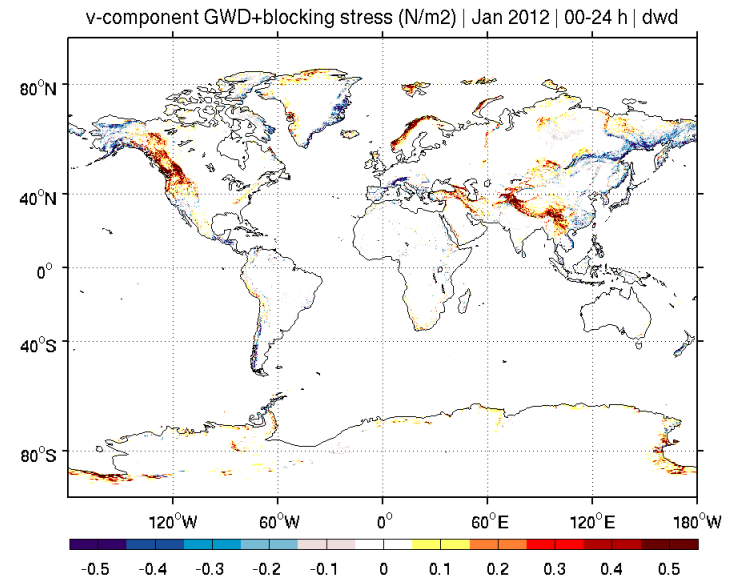 v-component GWD+blocking stress (N/m2) | Jan 2012 | 00-24 h | dwd
80°N
40°N
0°
40°S
80°S
120°W 60°W 0° 60°E 120°E 180°W
-0.5 -0.4 -0.3 -0.2 -0.1 0 0.1 0.2 0.3 0.4 0.5